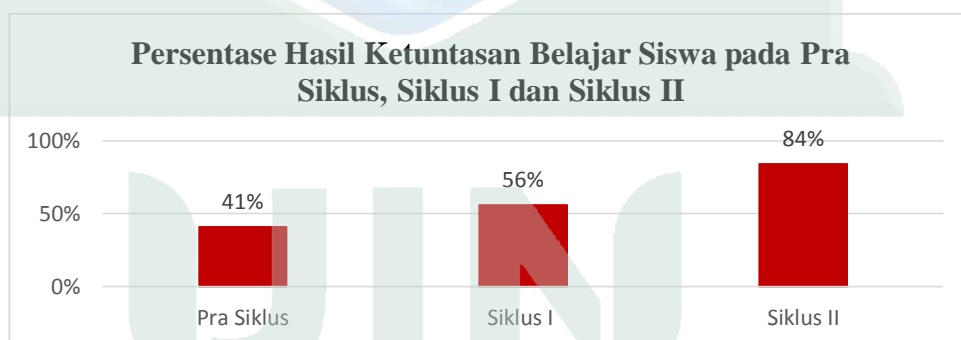 Persentase Hasil Ketuntasan Belajar Siswa pada Pra
Siklus, Siklus I dan Siklus II
100%
50%
0%
41%
56%
84%
Pra Siklus
Siklus I
Siklus II
UIN